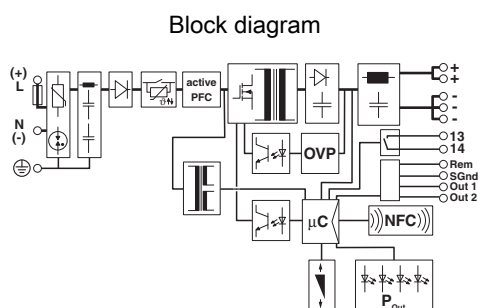 Block diagram
(+)
L
N
(-)
ϑ
active
PFC
OVP
+
+
-
-
-
13
14
Rem
SGnd
Out 1
Out 2
μC
NFC
P Out